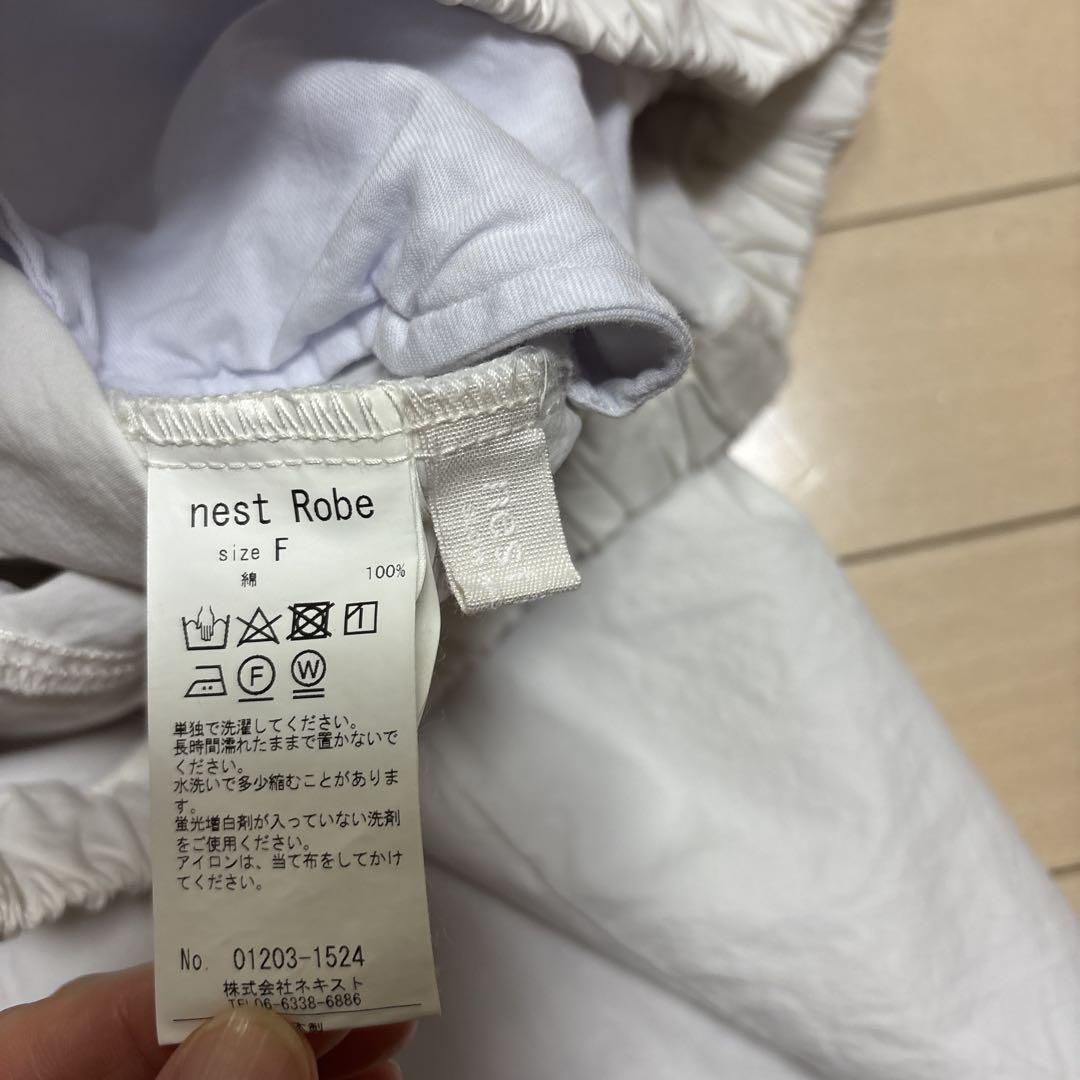 nest Robe
size F
綿 100%
1
F W
単独で洗濯してください。
長時間濡れたままで置かないで
ください。
水洗いで多少縮むことがありま
す。
蛍光増白剤が入っていない洗剤
をご使用ください。
アイロンは、当て布をしてかけ
てください。
No. 01203-1524
株式会社ネキスト
TEL06-6338-6886